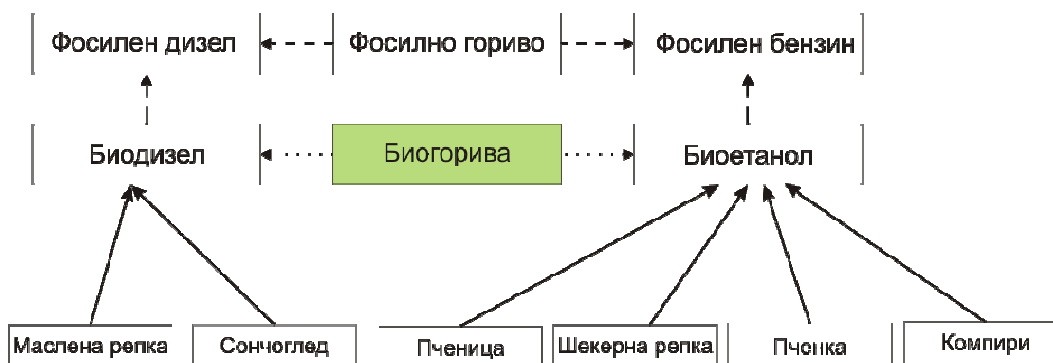 Фосилен дизел
Фосилно гориво
Фосилен бензин
Биодизел
Биогорива
Биоетанол
Маслена репка
Сончоглед
Пченица
Шекерна репка
Пченка
Компири